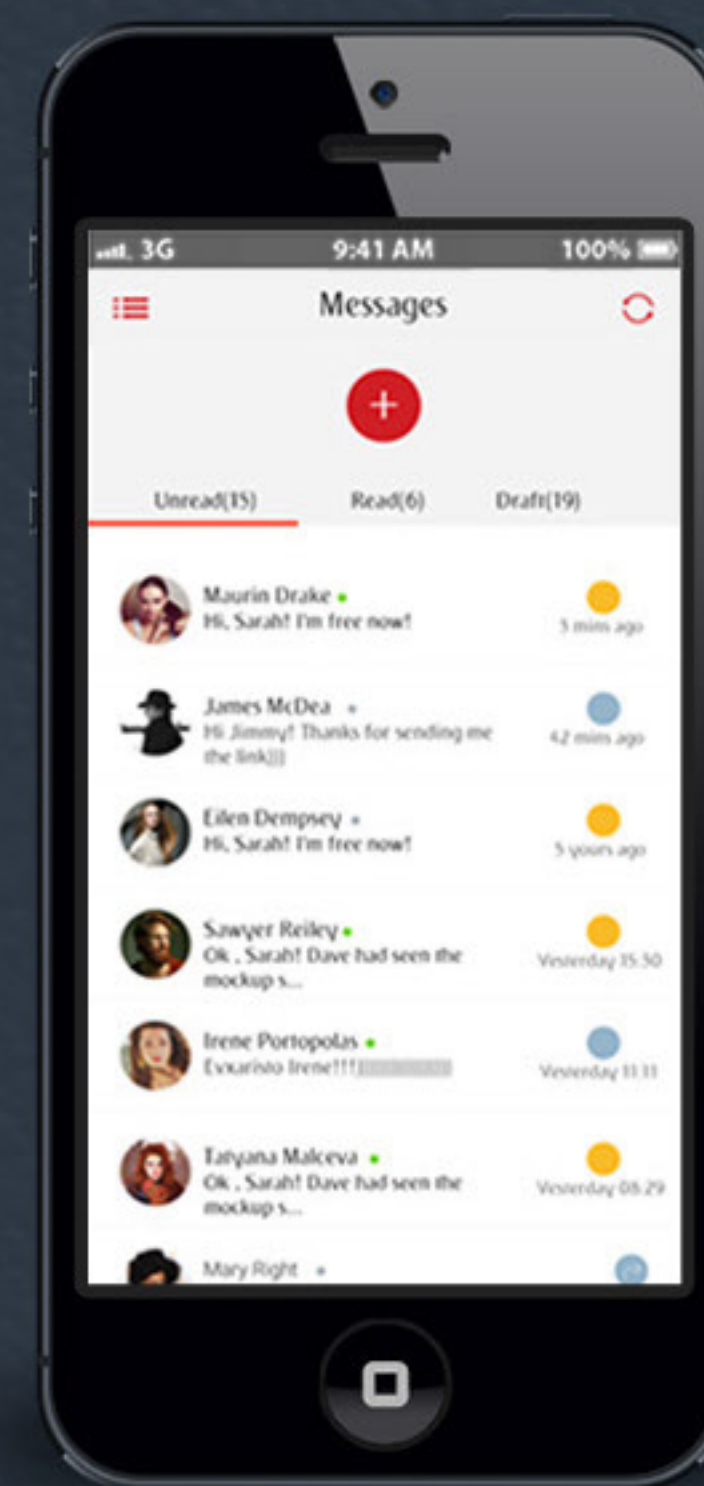 3G 9:41 AM 100%
Messages
+
Unread(15) Read(6) Draft(19)
Maurin Drake
Hi, Sarah! I'm free now! 3 mins ago
James McDea
Hi Jimmy! Thanks for sending me 42 mins ago
the link)))
Eilen Dempsey
Hi, Sarah! I'm free now! 5 yours ago
Sawyer Reiley
Ok , Sarah! Dave had seen the Yesterday 15:30
mockup s...
Irene Portopolas
Evxaristo Irene!!! Yesterday 11:11
Tatyana Malceva
Ok , Sarah! Dave had seen the Yesterday 08:29
mockup s...
Mary Right